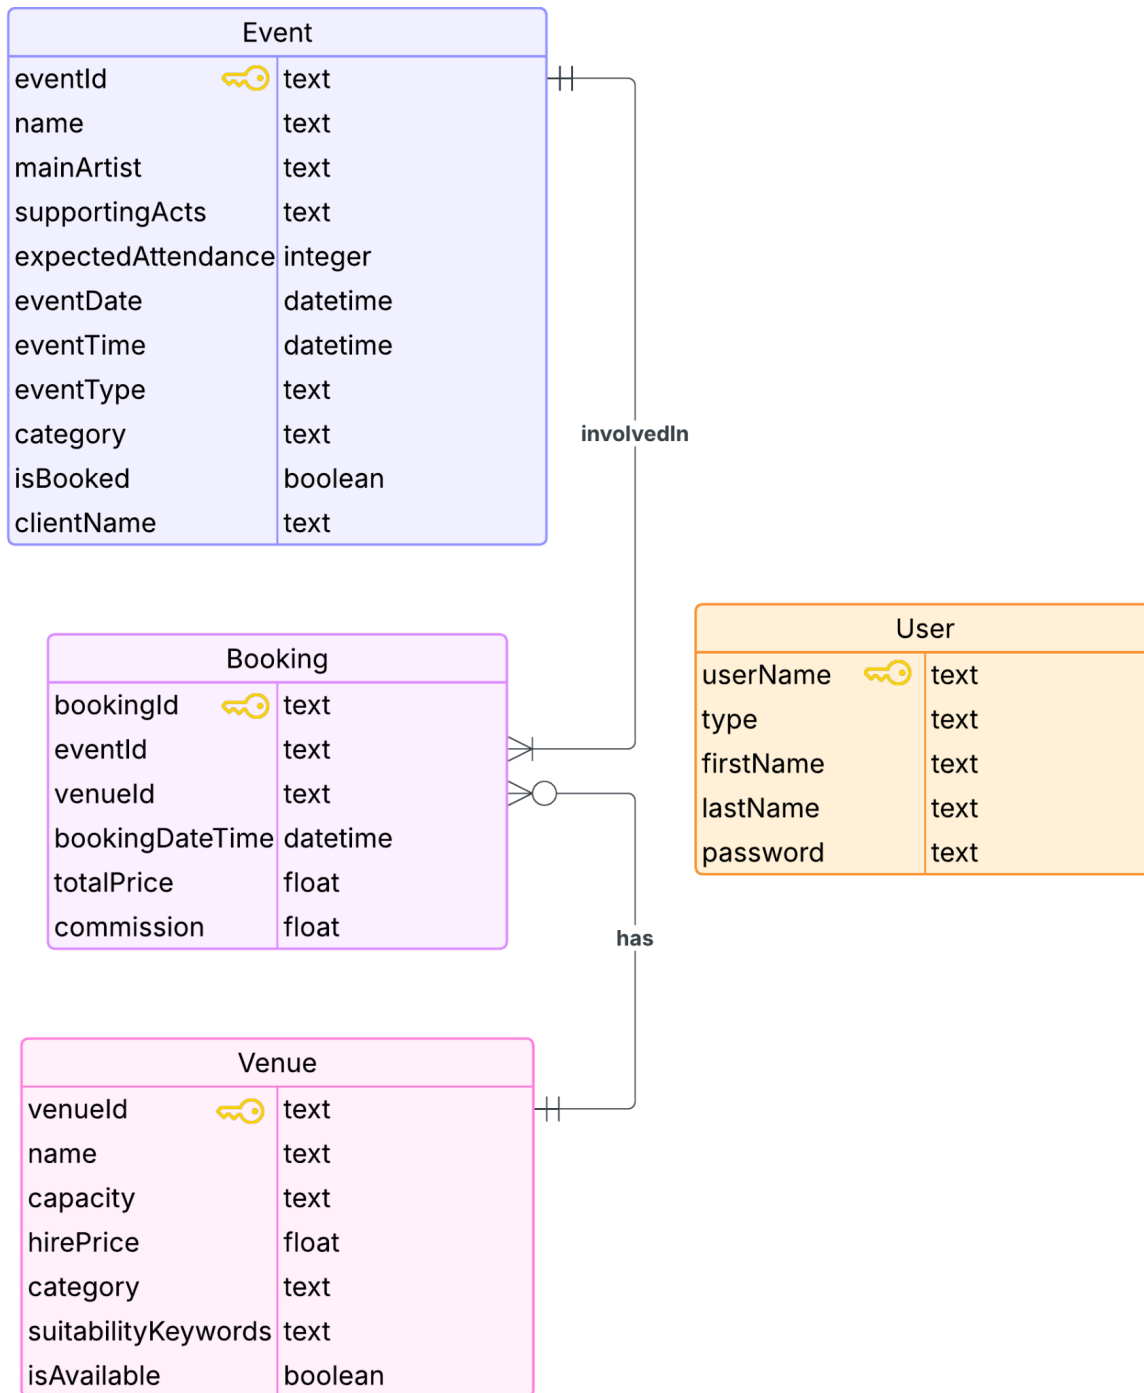 Event
eventId text
name text
mainArtist text
supportingActs text
expectedAttendance integer
eventDate datetime
eventTime datetime
eventType text
category text
isBooked boolean
clientName text
involvedIn
Booking
bookingId text
eventId text
venueId text
bookingDateTime datetime
totalPrice float
commission float
User
userName text
type text
firstName text
lastName text
password text
has
Venue
venueId text
name text
capacity text
hirePrice float
category text
suitabilityKeywords text
isAvailable boolean